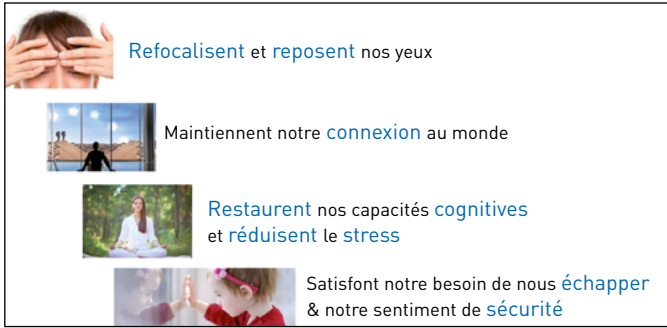 Refocalisent et reposent nos yeux
Maintiennent notre connexion au monde
Restaurent nos capacités cognitives
et réduisent le stress
Satisfont notre besoin de nous échapper
& notre sentiment de sécurité